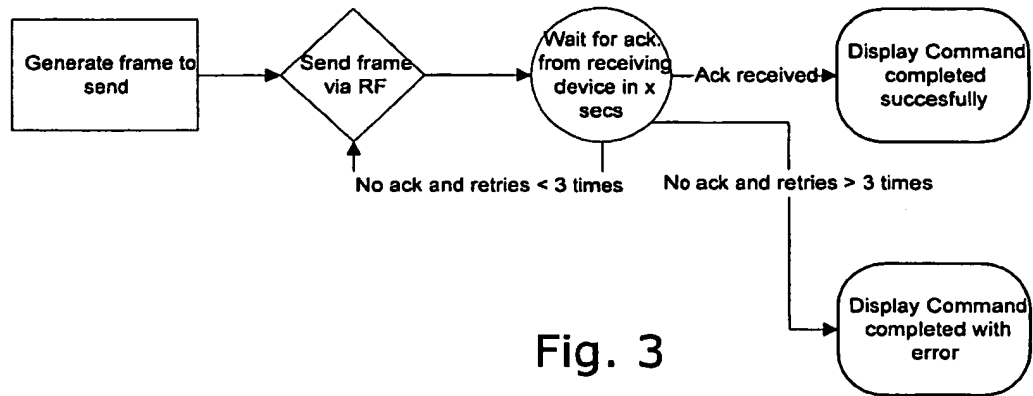 Generate frame to
send
Send frame
via RF
Wait for ack.
from receiving
device in x
secs
Ack received
Display Command
completed
succesfully
No ack and retries < 3 times
No ack and retries > 3 times
Display Command
completed with
error
Fig. 3